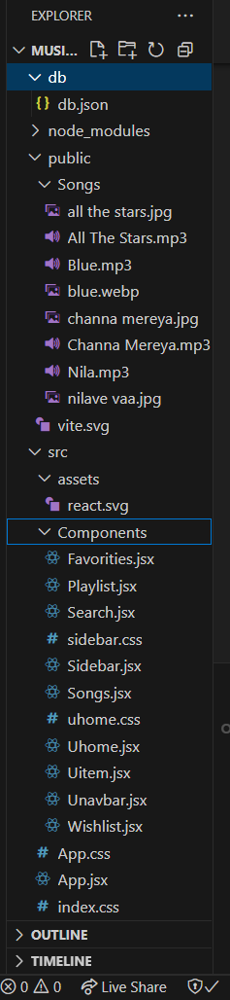 EXPLORER
MUSI...
db
{} db.json
node_modules
public
Songs
all the stars.jpg
All The Stars.mp3
Blue.mp3
blue.webp
channa mereya.jpg
Channa Mereya.mp3
Nila.mp3
nilave vaa.jpg
vite.svg
src
assets
react.svg
Components
Favorities.jsx
Playlist.jsx
Search.jsx
# sidebar.css
Sidebar.jsx
Songs.jsx
# uhome.css
Uhome.jsx
Uitem.jsx
Unavbar.jsx
Wishlist.jsx
# App.css
App.jsx
# index.css
OUTLINE
TIMELINE
0 0 Live Share